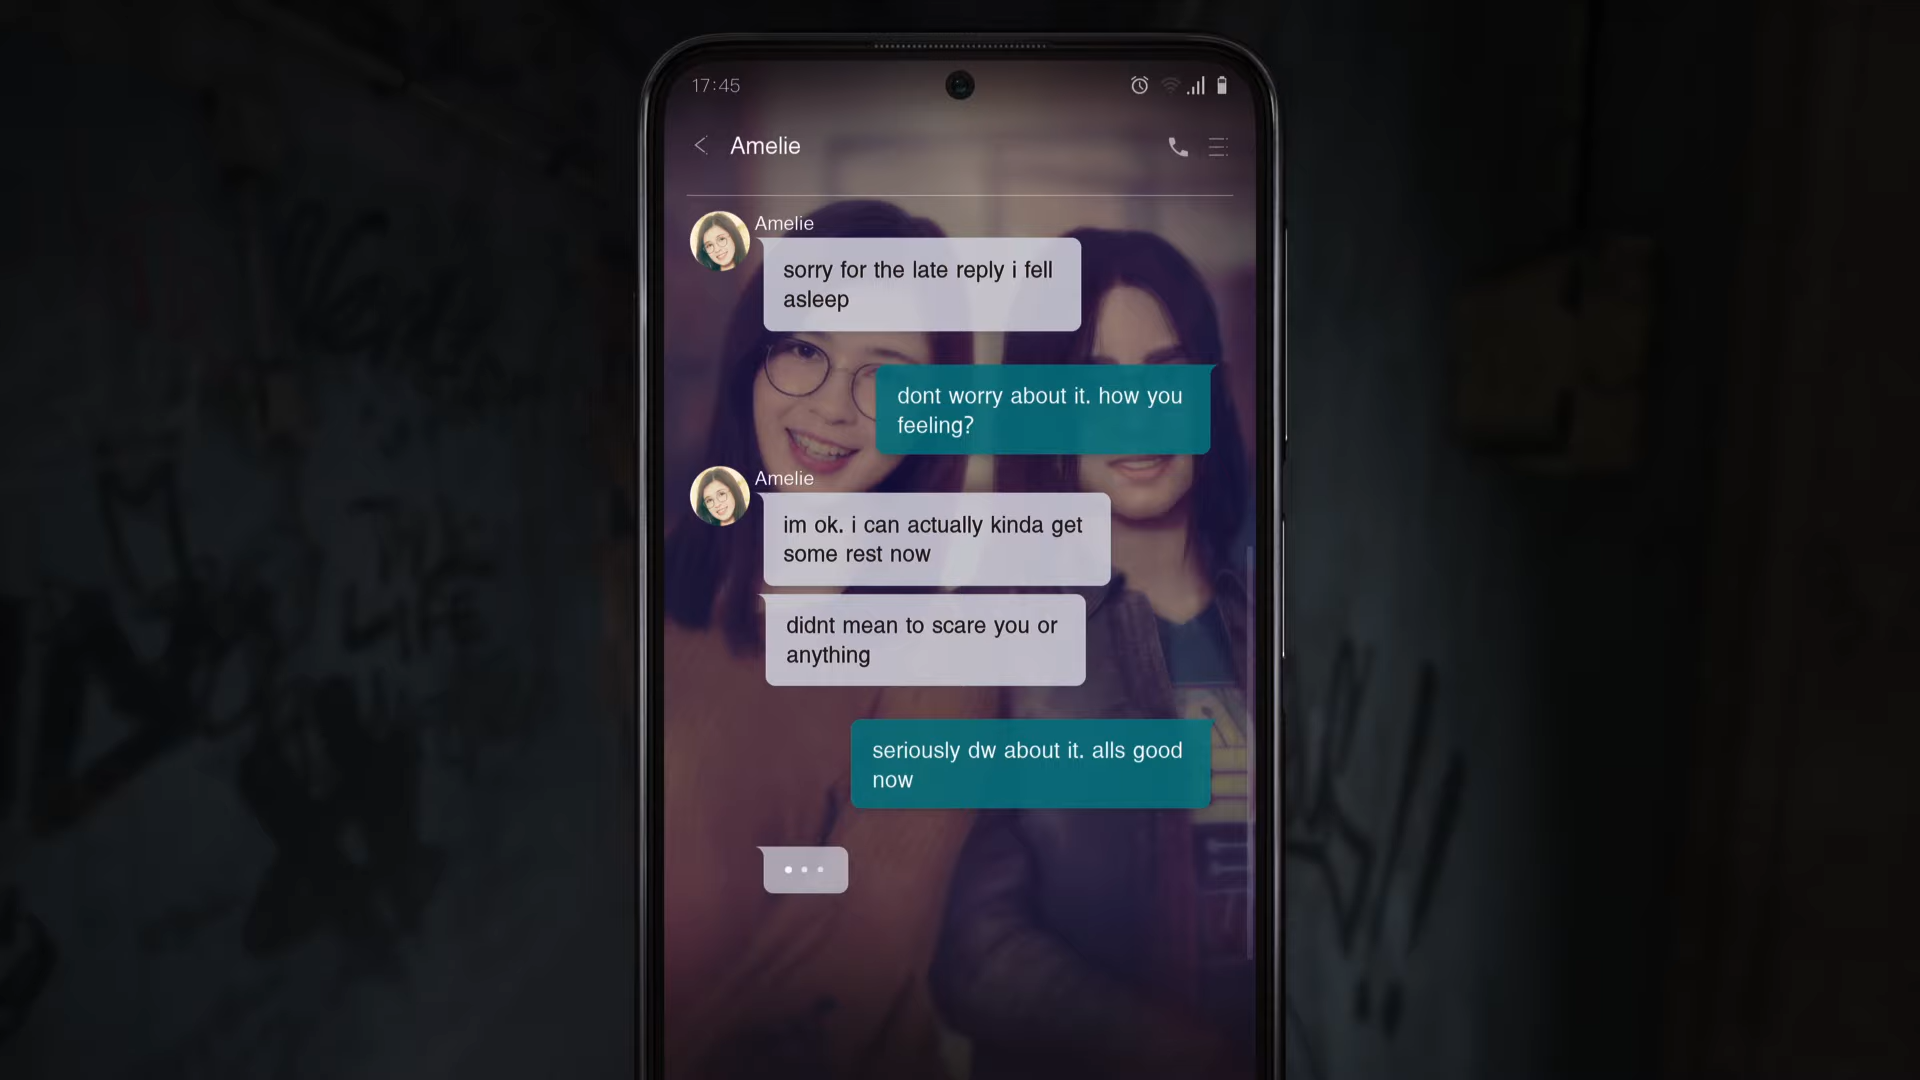 17:45
Amelie
Amelie
sorry for the late reply i fell
asleep
dont worry about it. how you
feeling?
Amelie
im ok. i can actually kinda get
some rest now
didnt mean to scare you or
anything
seriously dw about it. alls good
now
THE
LIFE